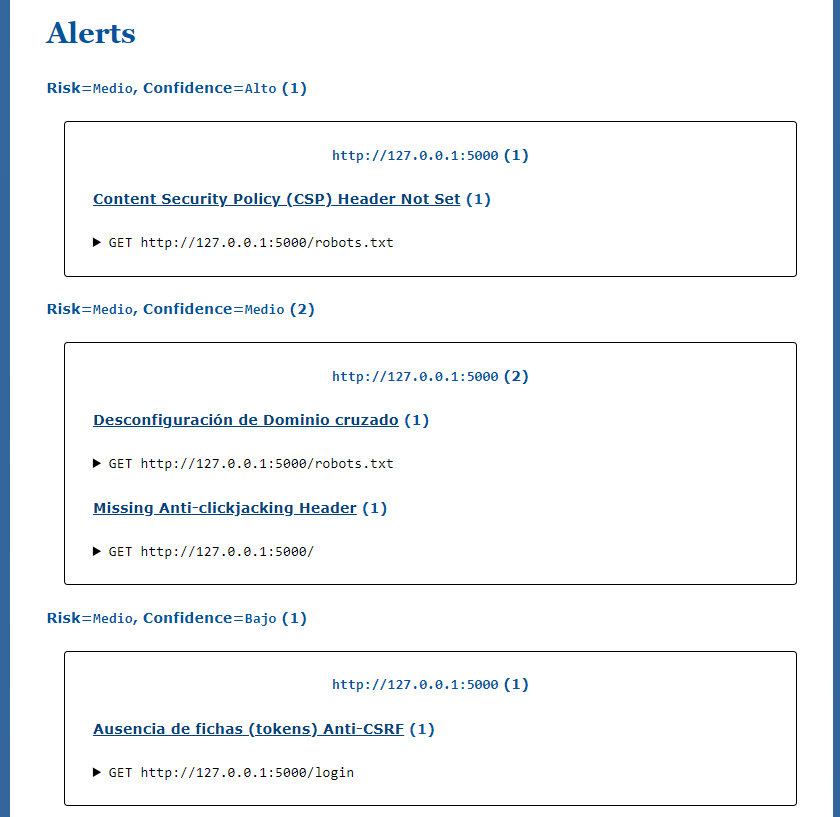 Alerts
Risk=Medio, Confidence=Alto (1)
http://127.0.0.1:5000 (1)
Content Security Policy (CSP) Header Not Set (1)
▶ GET http://127.0.0.1:5000/robots.txt
Risk=Medio, Confidence=Medio (2)
http://127.0.0.1:5000 (2)
Desconfiguración de Dominio cruzado (1)
▶ GET http://127.0.0.1:5000/robots.txt
Missing Anti-clickjacking Header (1)
▶ GET http://127.0.0.1:5000/
Risk=Medio, Confidence=Bajo (1)
http://127.0.0.1:5000 (1)
Ausencia de fichas (tokens) Anti-CSRF (1)
▶ GET http://127.0.0.1:5000/login